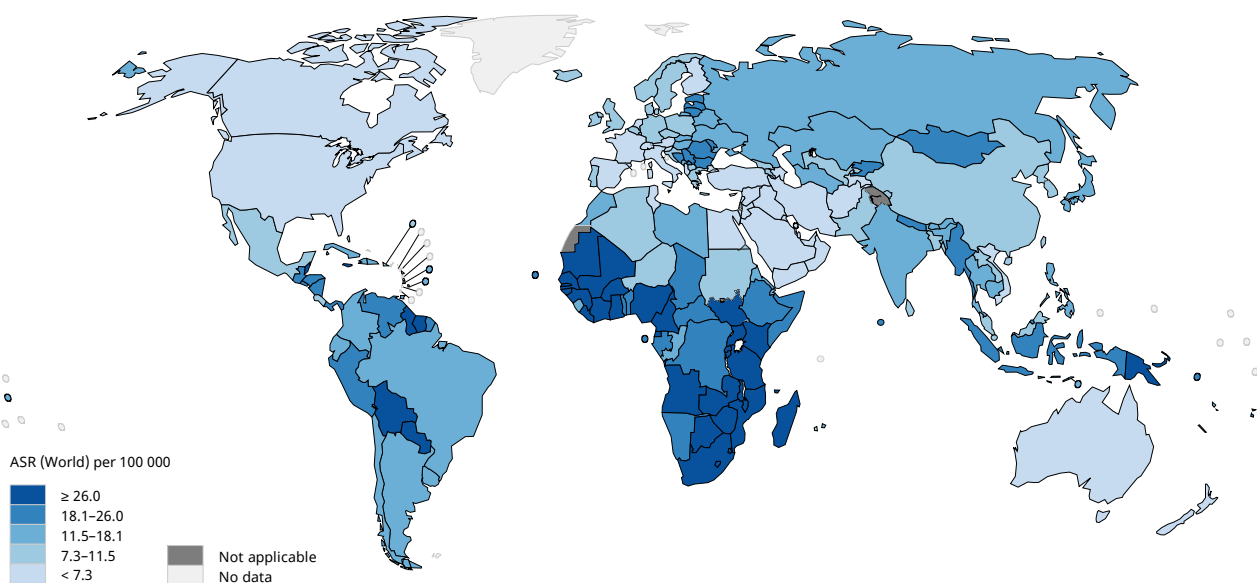 ASR (World) per 100 000
≥ 26.0
18.1–26.0
11.5–18.1
7.3–11.5
< 7.3
Not applicable
No data